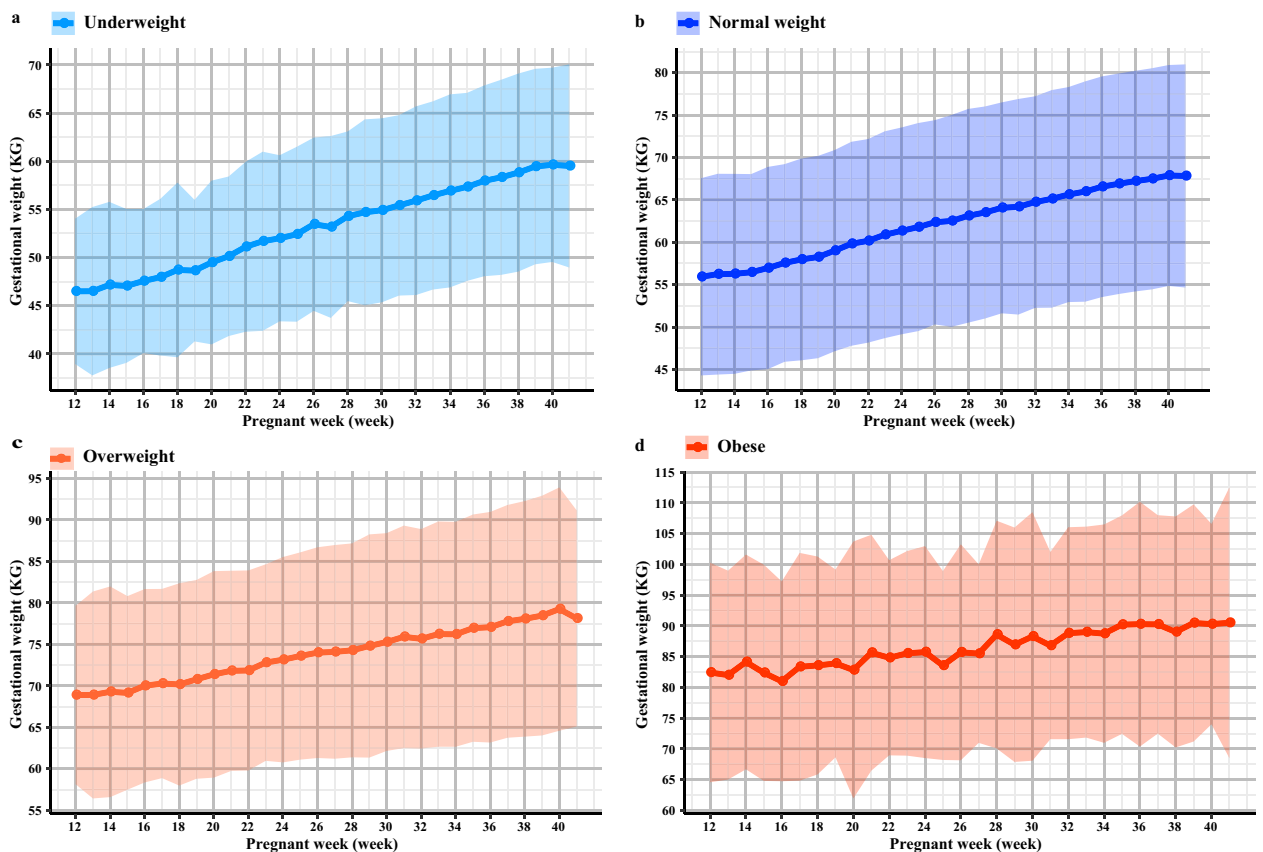 a
Underweight
Gestational weight (KG)
70
65
60
55
50
45
40
12 14 16 18 20 22 24 26 28 30 32 34 36 38 40
Pregnant week (week)
b
Normal weight
Gestational weight (KG)
80
75
70
65
60
55
50
45
12 14 16 18 20 22 24 26 28 30 32 34 36 38 40
Pregnant week (week)
c
Overweight
Gestational weight (KG)
95
90
85
80
75
70
65
60
55
12 14 16 18 20 22 24 26 28 30 32 34 36 38 40
Pregnant week (week)
d
Obese
Gestational weight (KG)
115
110
105
100
95
90
85
80
75
70
65
60
12 14 16 18 20 22 24 26 28 30 32 34 36 38 40
Pregnant week (week)